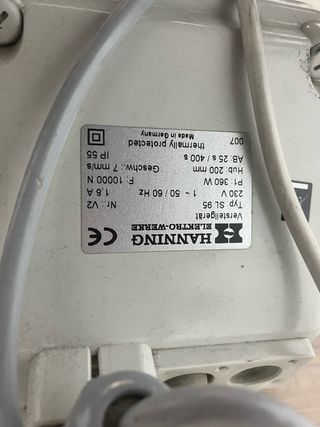 HANNING
ELEKTRO-WERKE
CE
Verstellgerät
Typ: SL 95 Nr.: V2
230 V 1~ 50 / 60 Hz 1.8 A
P1: 360 W F: 10000 N
Hub: 200 mm Geschw.: 7 mm/s
AB: 25 s / 400 s IP 55
thermally protected
Made in Germany
007